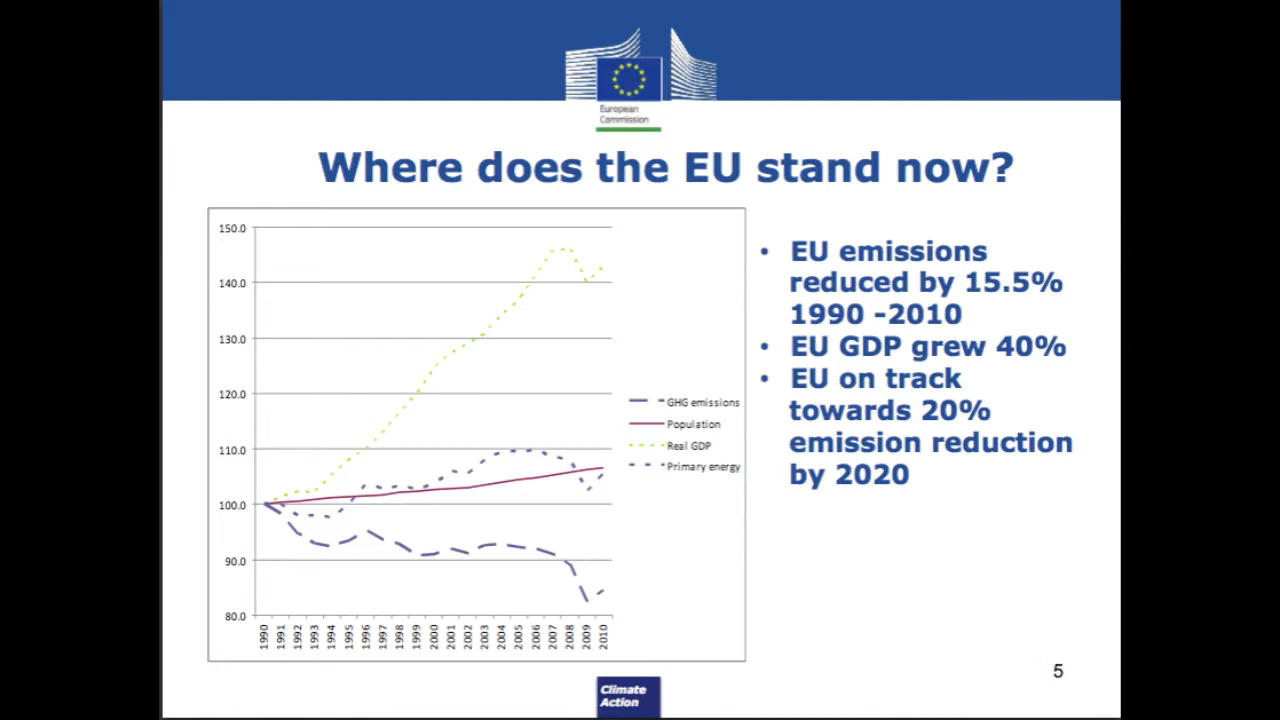 European
Commission
Where does the EU stand now?
150.0
140.0
130.0
120.0
110.0
100.0
90.0
80.0
1990
1991
1992
1993
1994
1995
1996
1997
1998
1999
2000
2001
2002
2003
2004
2005
2006
2007
2008
2009
2010
GHG emissions
Population
Real GDP
Primary energy
• EU emissions
reduced by 15.5%
1990 -2010
• EU GDP grew 40%
• EU on track
towards 20%
emission reduction
by 2020
5
Climate
Action